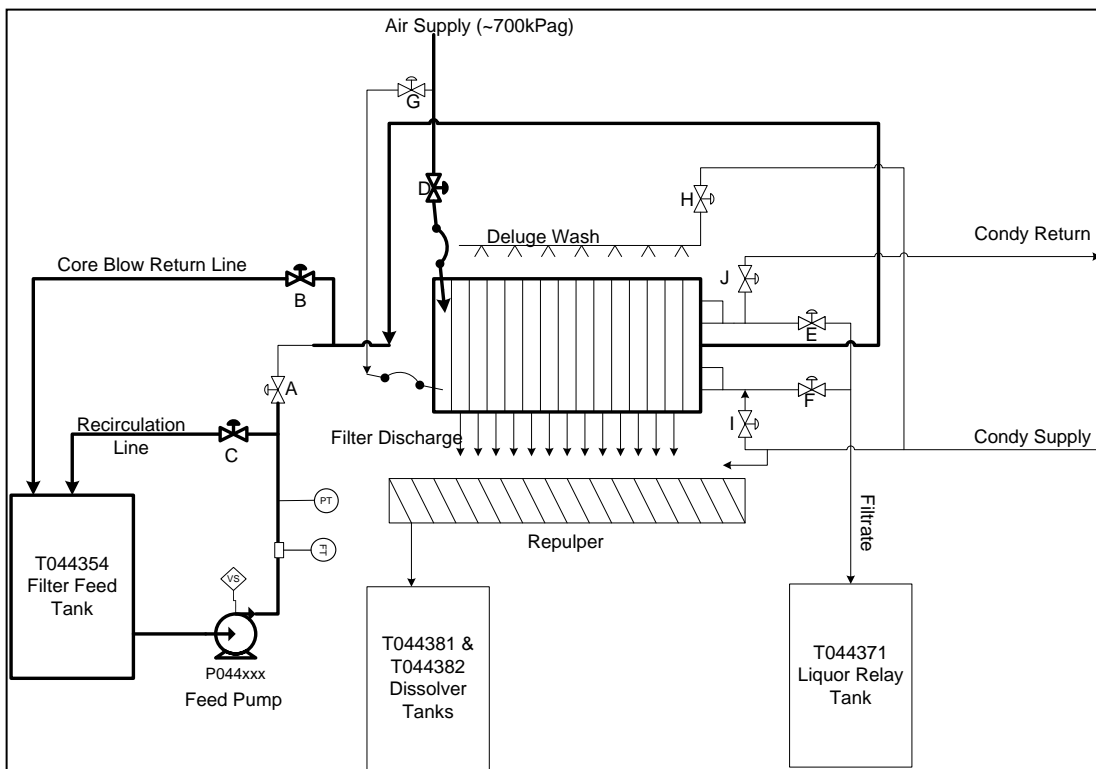 Air Supply (~700kPag)
G
D
H
Deluge Wash
Condy Return
Core Blow Return Line
B
J
E
A
F
Recirculation
Line
C
Filter Discharge
I
Condy Supply
PT
FT
Filtrate
Repulper
T044354
Filter Feed
Tank
VS
P044xxx
Feed Pump
T044381 &
T044382
Dissolver
Tanks
T044371
Liquor Relay
Tank